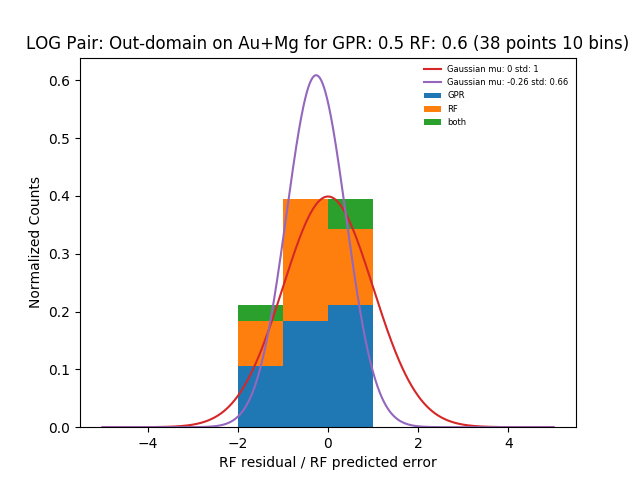 LOG Pair: Out-domain on Au+Mg for GPR: 0.5 RF: 0.6 (38 points 10 bins)
Gaussian mu: 0 std: 1
Gaussian mu: -0.26 std: 0.66
GPR
RF
both
Normalized Counts
0.6
0.5
0.4
0.3
0.2
0.1
0.0
−4
−2
0
2
4
RF residual / RF predicted error